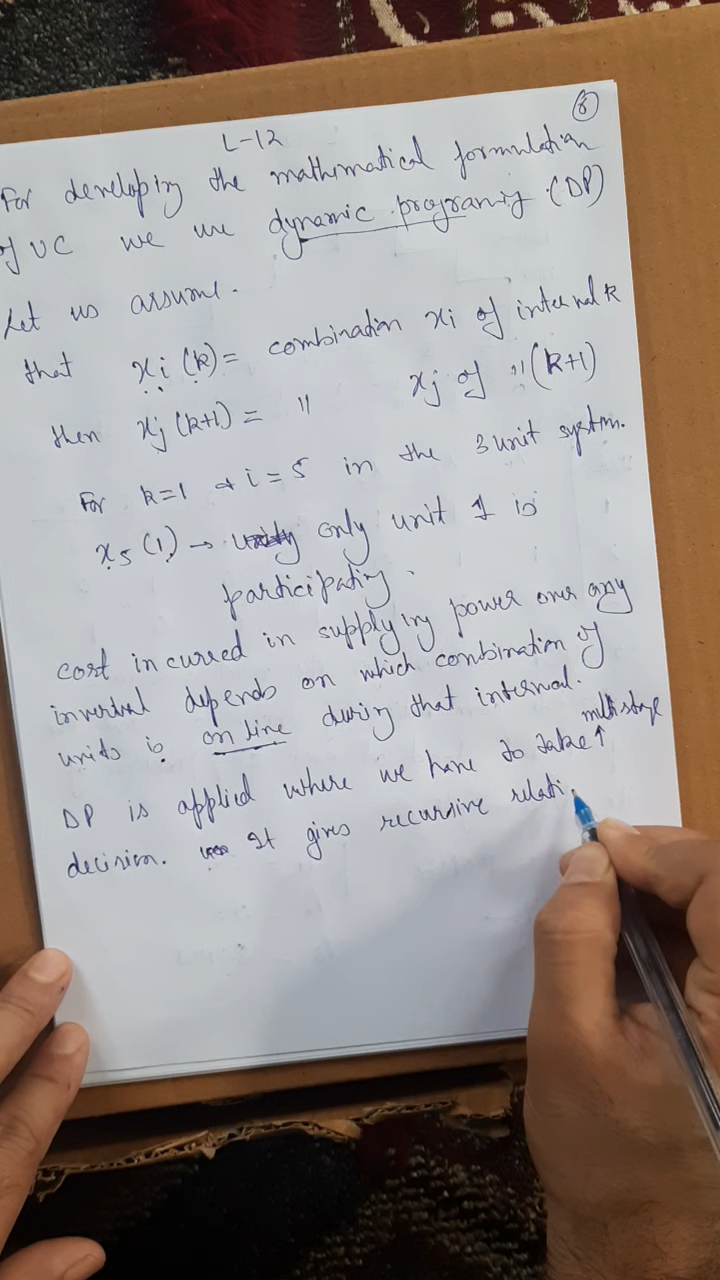 8
L-12
For developing the mathematical formulation
of UC we use dynamic programing (DP)
Let us assume.
that xi (k) = combination xi of interval k
then xj (k+1) = " xj of " (k+1)
For k=1 & i=5 in the 3 unit system.
x5 (1) → only unit 1 is
participating.
cost incurred in supplying power over any
interval depends on which combination of
units is on line during that interval.
multistage
DP is applied where we have to take ↑
decision. It gives recursive relati